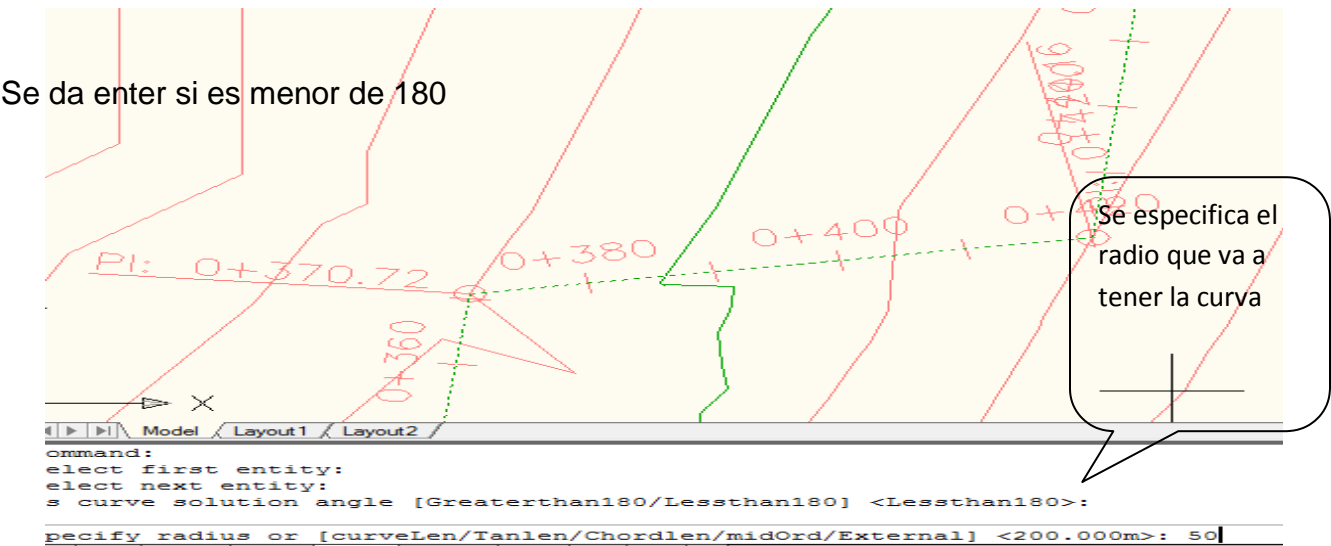 Se da enter si es menor de 180
Se especifica el
radio que va a
tener la curva
PI: 0+370.72
0+380
0+400
0+420
0+360
X
Model
Layout1
Layout2
ommand:
elect first entity:
elect next entity:
s curve solution angle [Greaterthan180/Lessthan180] <Lessthan180>:
pecify radius or [curveLen/Tanlen/Chordlen/midOrd/External] <200.000m>: 50